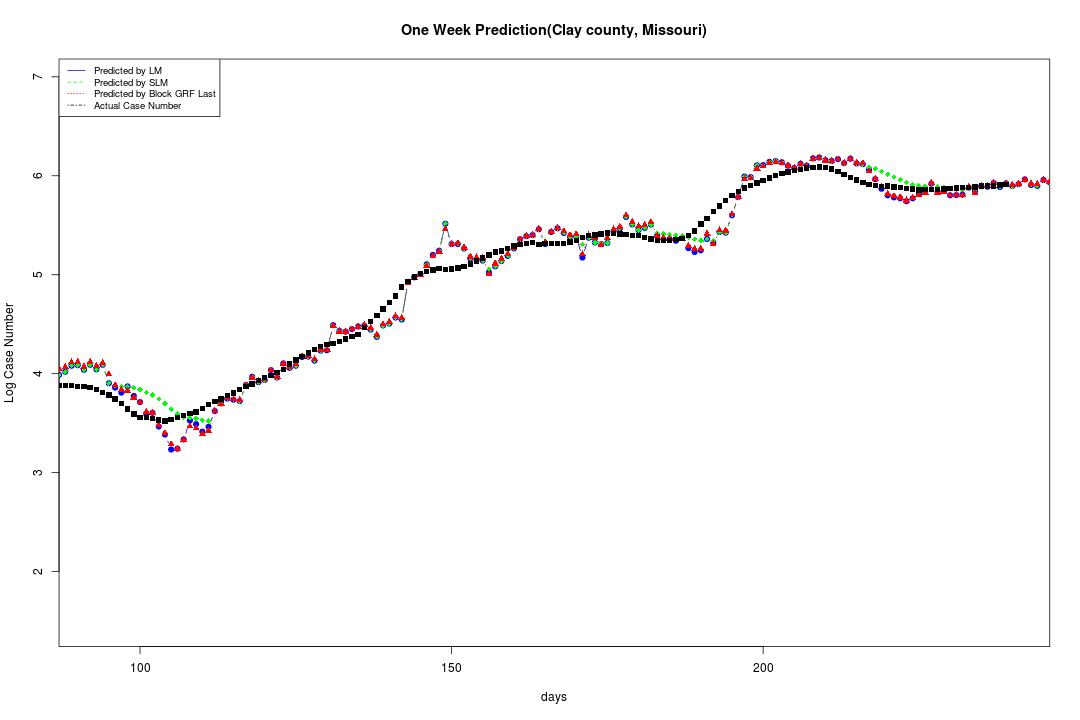 One Week Prediction(Clay county, Missouri)
Predicted by LM
Predicted by SLM
Predicted by Block GRF Last
Actual Case Number
7
6
5
4
3
2
Log Case Number
100 150 200
days